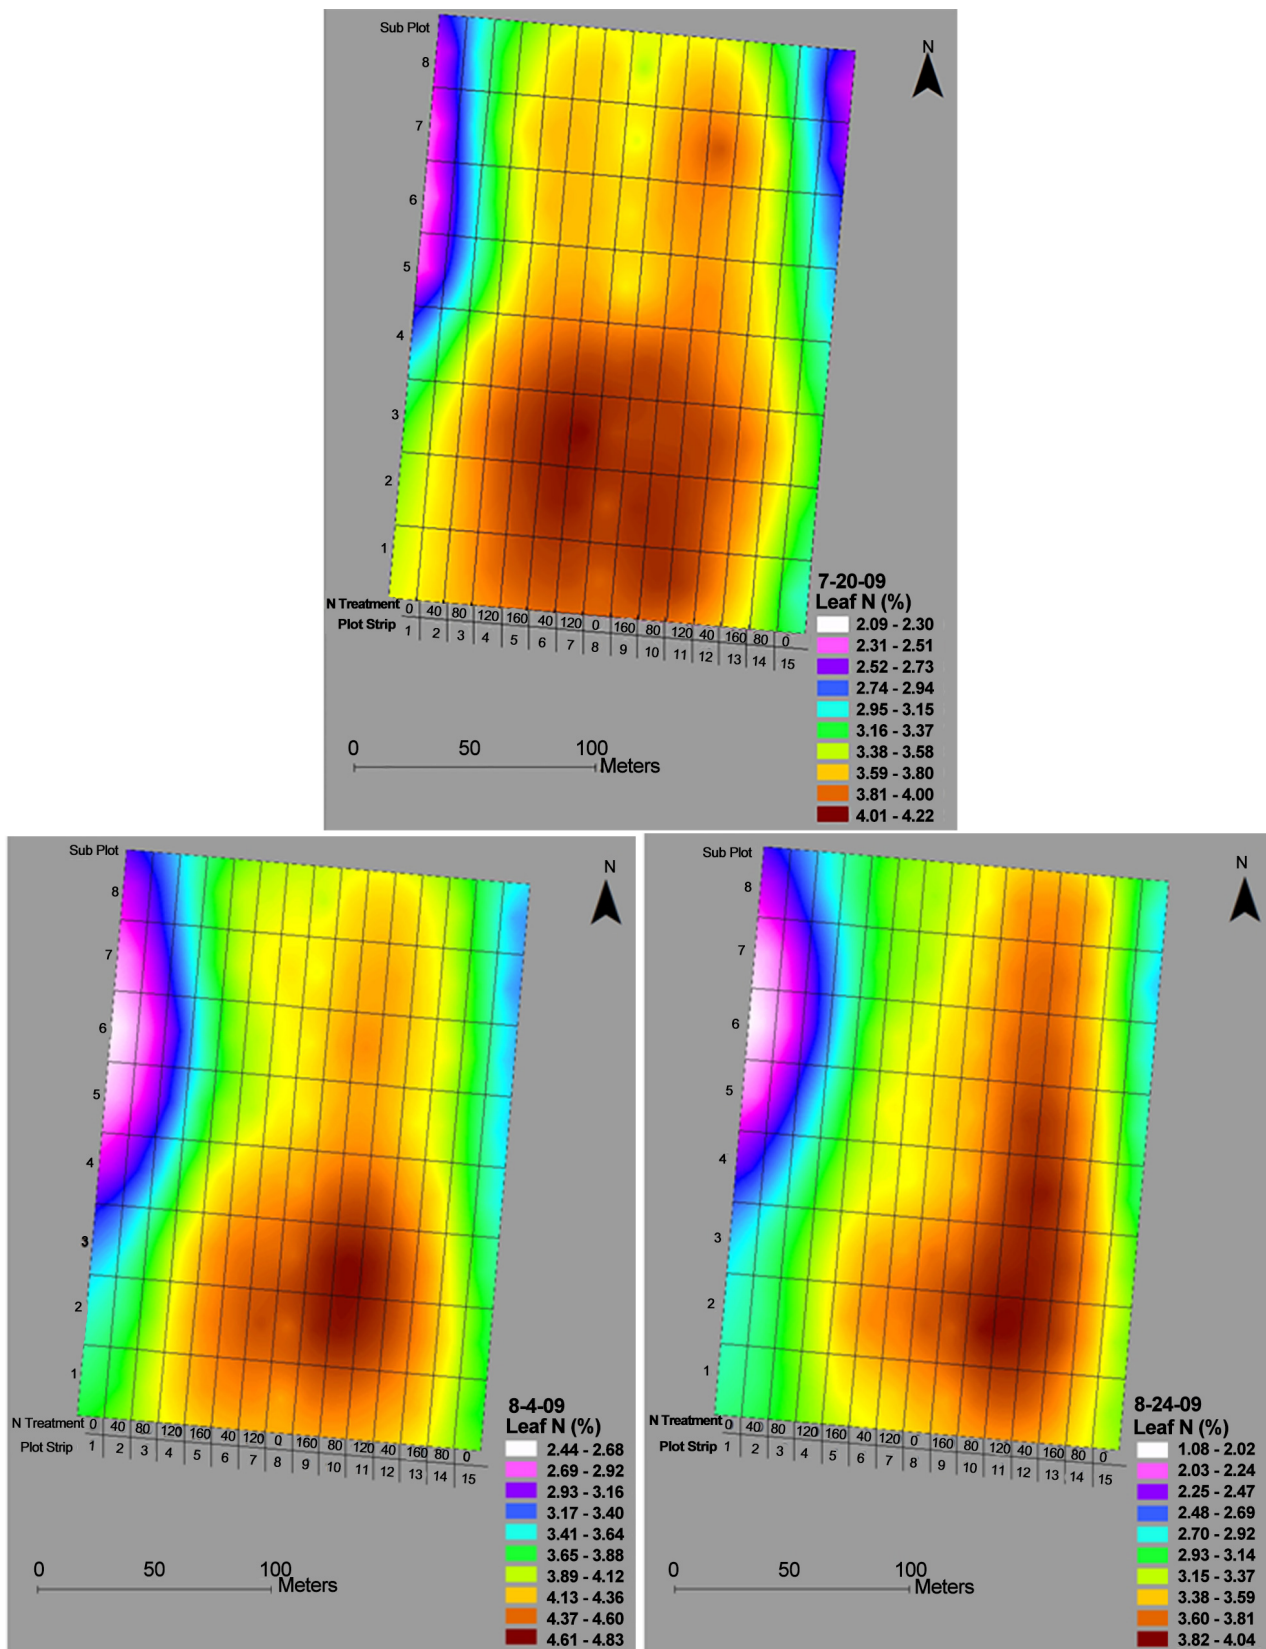 Sub Plot
N
8
7
6
5
4
3
2
1
N Treatment 0 40 80 120 160 40 120 0 160 80 120 40 160 80 0
Plot Strip 1 2 3 4 5 6 7 8 9 10 11 12 13 14 15
7-20-09
Leaf N (%)
2.09 - 2.30
2.31 - 2.51
2.52 - 2.73
2.74 - 2.94
2.95 - 3.15
3.16 - 3.37
3.38 - 3.58
3.59 - 3.80
3.81 - 4.00
4.01 - 4.22
0 50 100
Meters
Sub Plot
N
8
7
6
5
4
3
2
1
N Treatment 0 40 80 120 160 40 120 0 160 80 120 40 160 80 0
Plot Strip 1 2 3 4 5 6 7 8 9 10 11 12 13 14 15
8-4-09
Leaf N (%)
2.44 - 2.68
2.69 - 2.92
2.93 - 3.16
3.17 - 3.40
3.41 - 3.64
3.65 - 3.88
3.89 - 4.12
4.13 - 4.36
4.37 - 4.60
4.61 - 4.83
0 50 100
Meters
Sub Plot
N
8
7
6
5
4
3
2
1
N Treatment 0 40 80 120 160 40 120 0 160 80 120 40 160 80 0
Plot Strip 1 2 3 4 5 6 7 8 9 10 11 12 13 14 15
8-24-09
Leaf N (%)
1.08 - 2.02
2.03 - 2.24
2.25 - 2.47
2.48 - 2.69
2.70 - 2.92
2.93 - 3.14
3.15 - 3.37
3.38 - 3.59
3.60 - 3.81
3.82 - 4.04
0 50 100
Meters